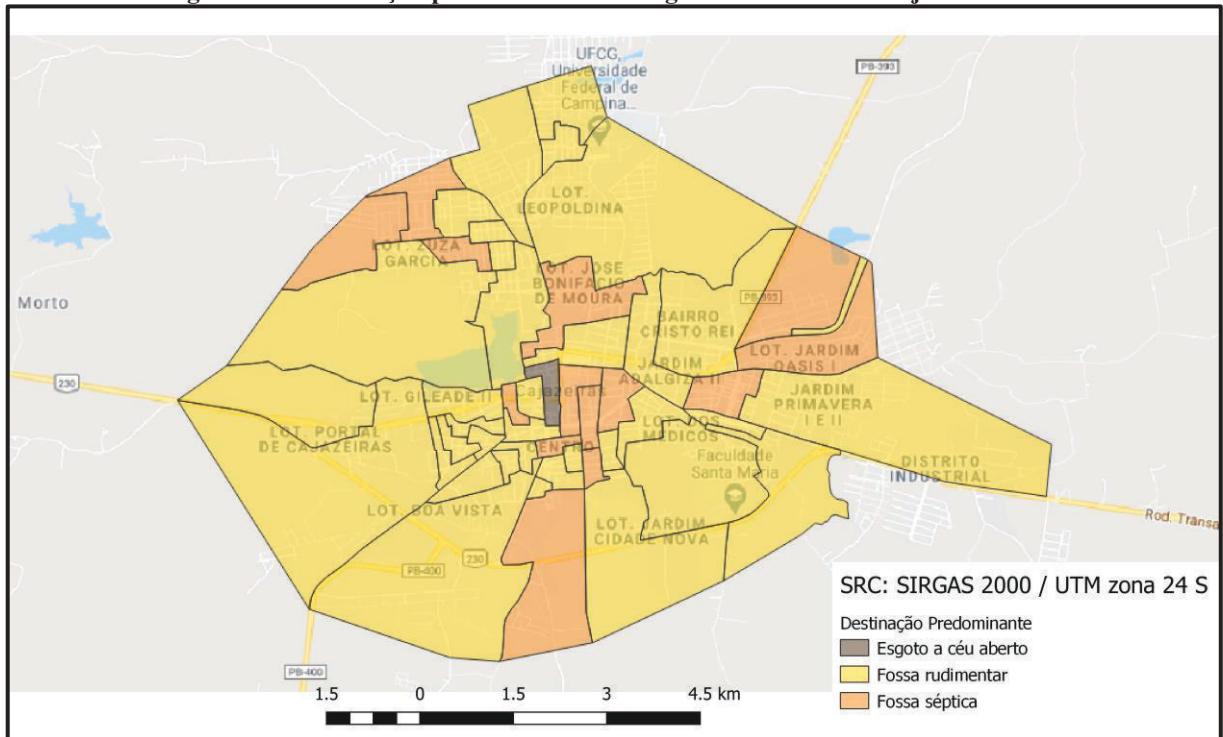 UFCG,
Universidade
Federal de
Campina...
PB-393
LOT.
LEOPOLDINA
LOT. ZUZA
GARCIA
LOT. JOSE
BONIFACIO
DE MOURA
Morto
PB-393
BAIRRO
CRISTO REI
LOT. JARDIM
OASIS I
JARDIM
ADALGIZA II
230
LOT. GILEADE II
Cajazeiras
JARDIM
PRIMAVERA
I E II
LOT. PORTAL
DE CAJAZEIRAS
LOT. DOS
MEDICOS
CENTRO
Faculdade
Santa Maria
DISTRITO
INDUSTRIAL
LOT. BOA VISTA
LOT. JARDIM
CIDADE NOVA
Rod. Transa
230
PB-400
PB-400
SRC: SIRGAS 2000 / UTM zona 24 S
Destinação Predominante
Esgoto a céu aberto
Fossa rudimentar
Fossa séptica
1.5 0 1.5 3 4.5 km